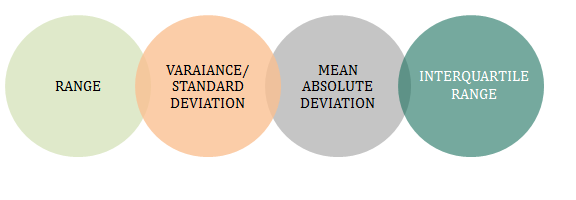 RANGE
VARAIANCE/
STANDARD
DEVIATION
MEAN
ABSOLUTE
DEVIATION
INTERQUARTILE
RANGE